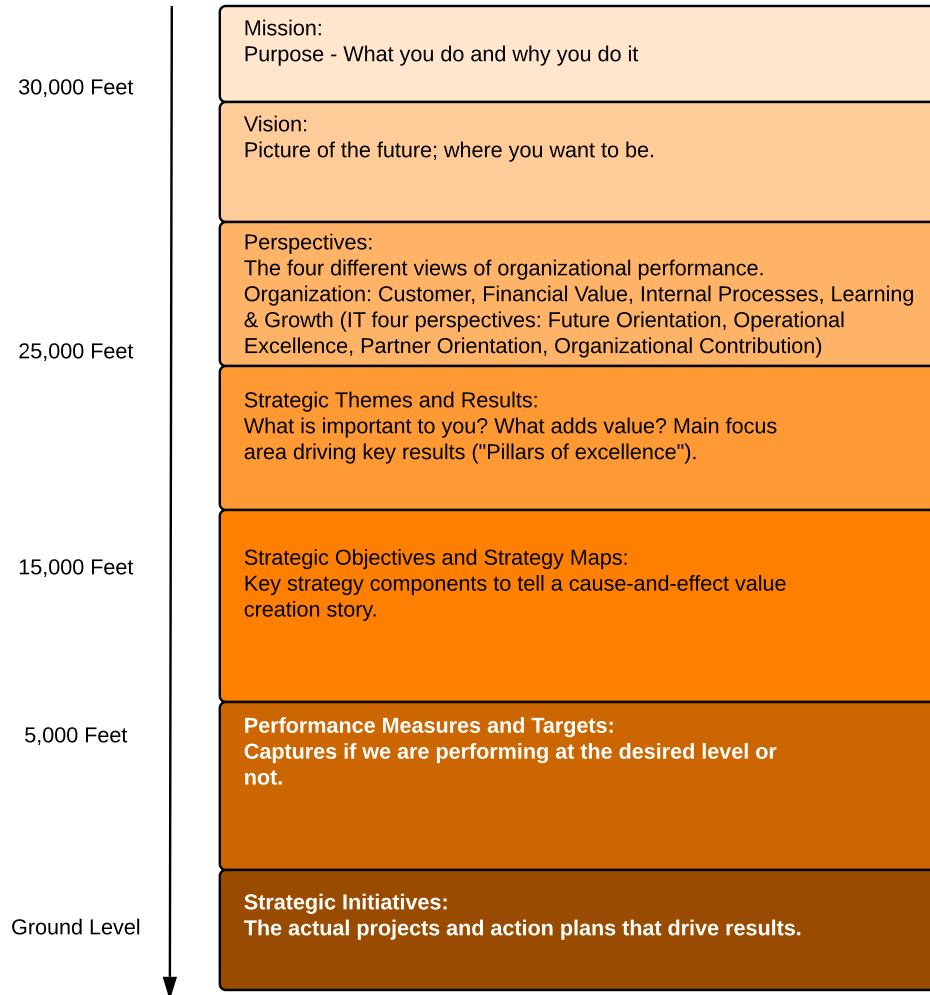 Mission:
Purpose - What you do and why you do it
30,000 Feet
Vision:
Picture of the future; where you want to be.
Perspectives:
The four different views of organizational performance.
Organization: Customer, Financial Value, Internal Processes, Learning
& Growth (IT four perspectives: Future Orientation, Operational
Excellence, Partner Orientation, Organizational Contribution)
25,000 Feet
Strategic Themes and Results:
What is important to you? What adds value? Main focus
area driving key results ("Pillars of excellence").
15,000 Feet
Strategic Objectives and Strategy Maps:
Key strategy components to tell a cause-and-effect value
creation story.
5,000 Feet
Performance Measures and Targets:
Captures if we are performing at the desired level or
not.
Ground Level
Strategic Initiatives:
The actual projects and action plans that drive results.